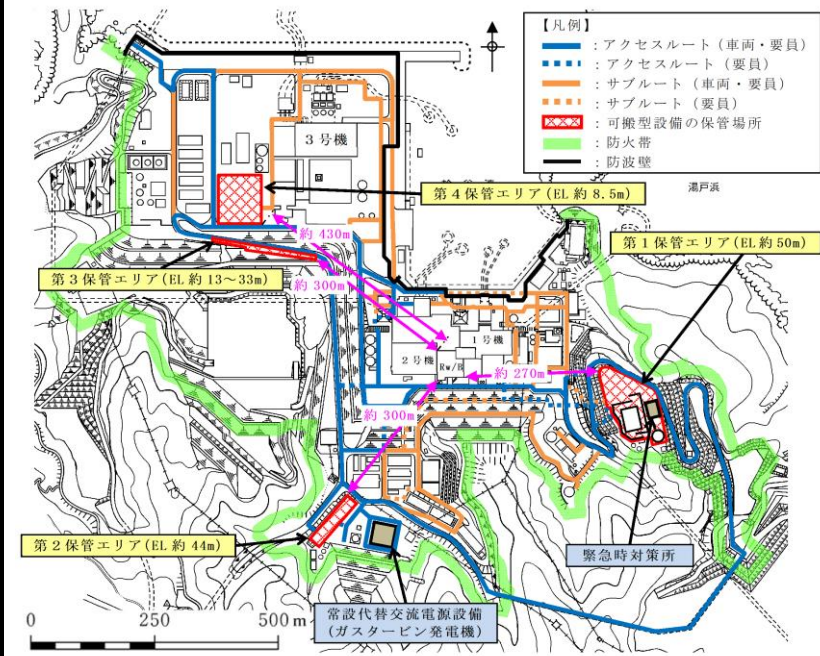 【凡例】
：アクセスルート（車両・要員）
：アクセスルート（要員）
：サブルート（車両・要員）
：サブルート（要員）
：可搬型設備の保管場所
：防火帯
：防波壁
3号機
湯戸浜
第４保管エリア(EL 約 8.5m)
第１保管エリア(EL 約 50m)
約 430m
第３保管エリア(EL 約 13～33m)
約 300m
1号機
2号機
Rw/B
約 270m
約 300m
第２保管エリア(EL 約 44m)
緊急時対策所
常設代替交流電源設備
(ガスタービン発電機)
0 250 500 m